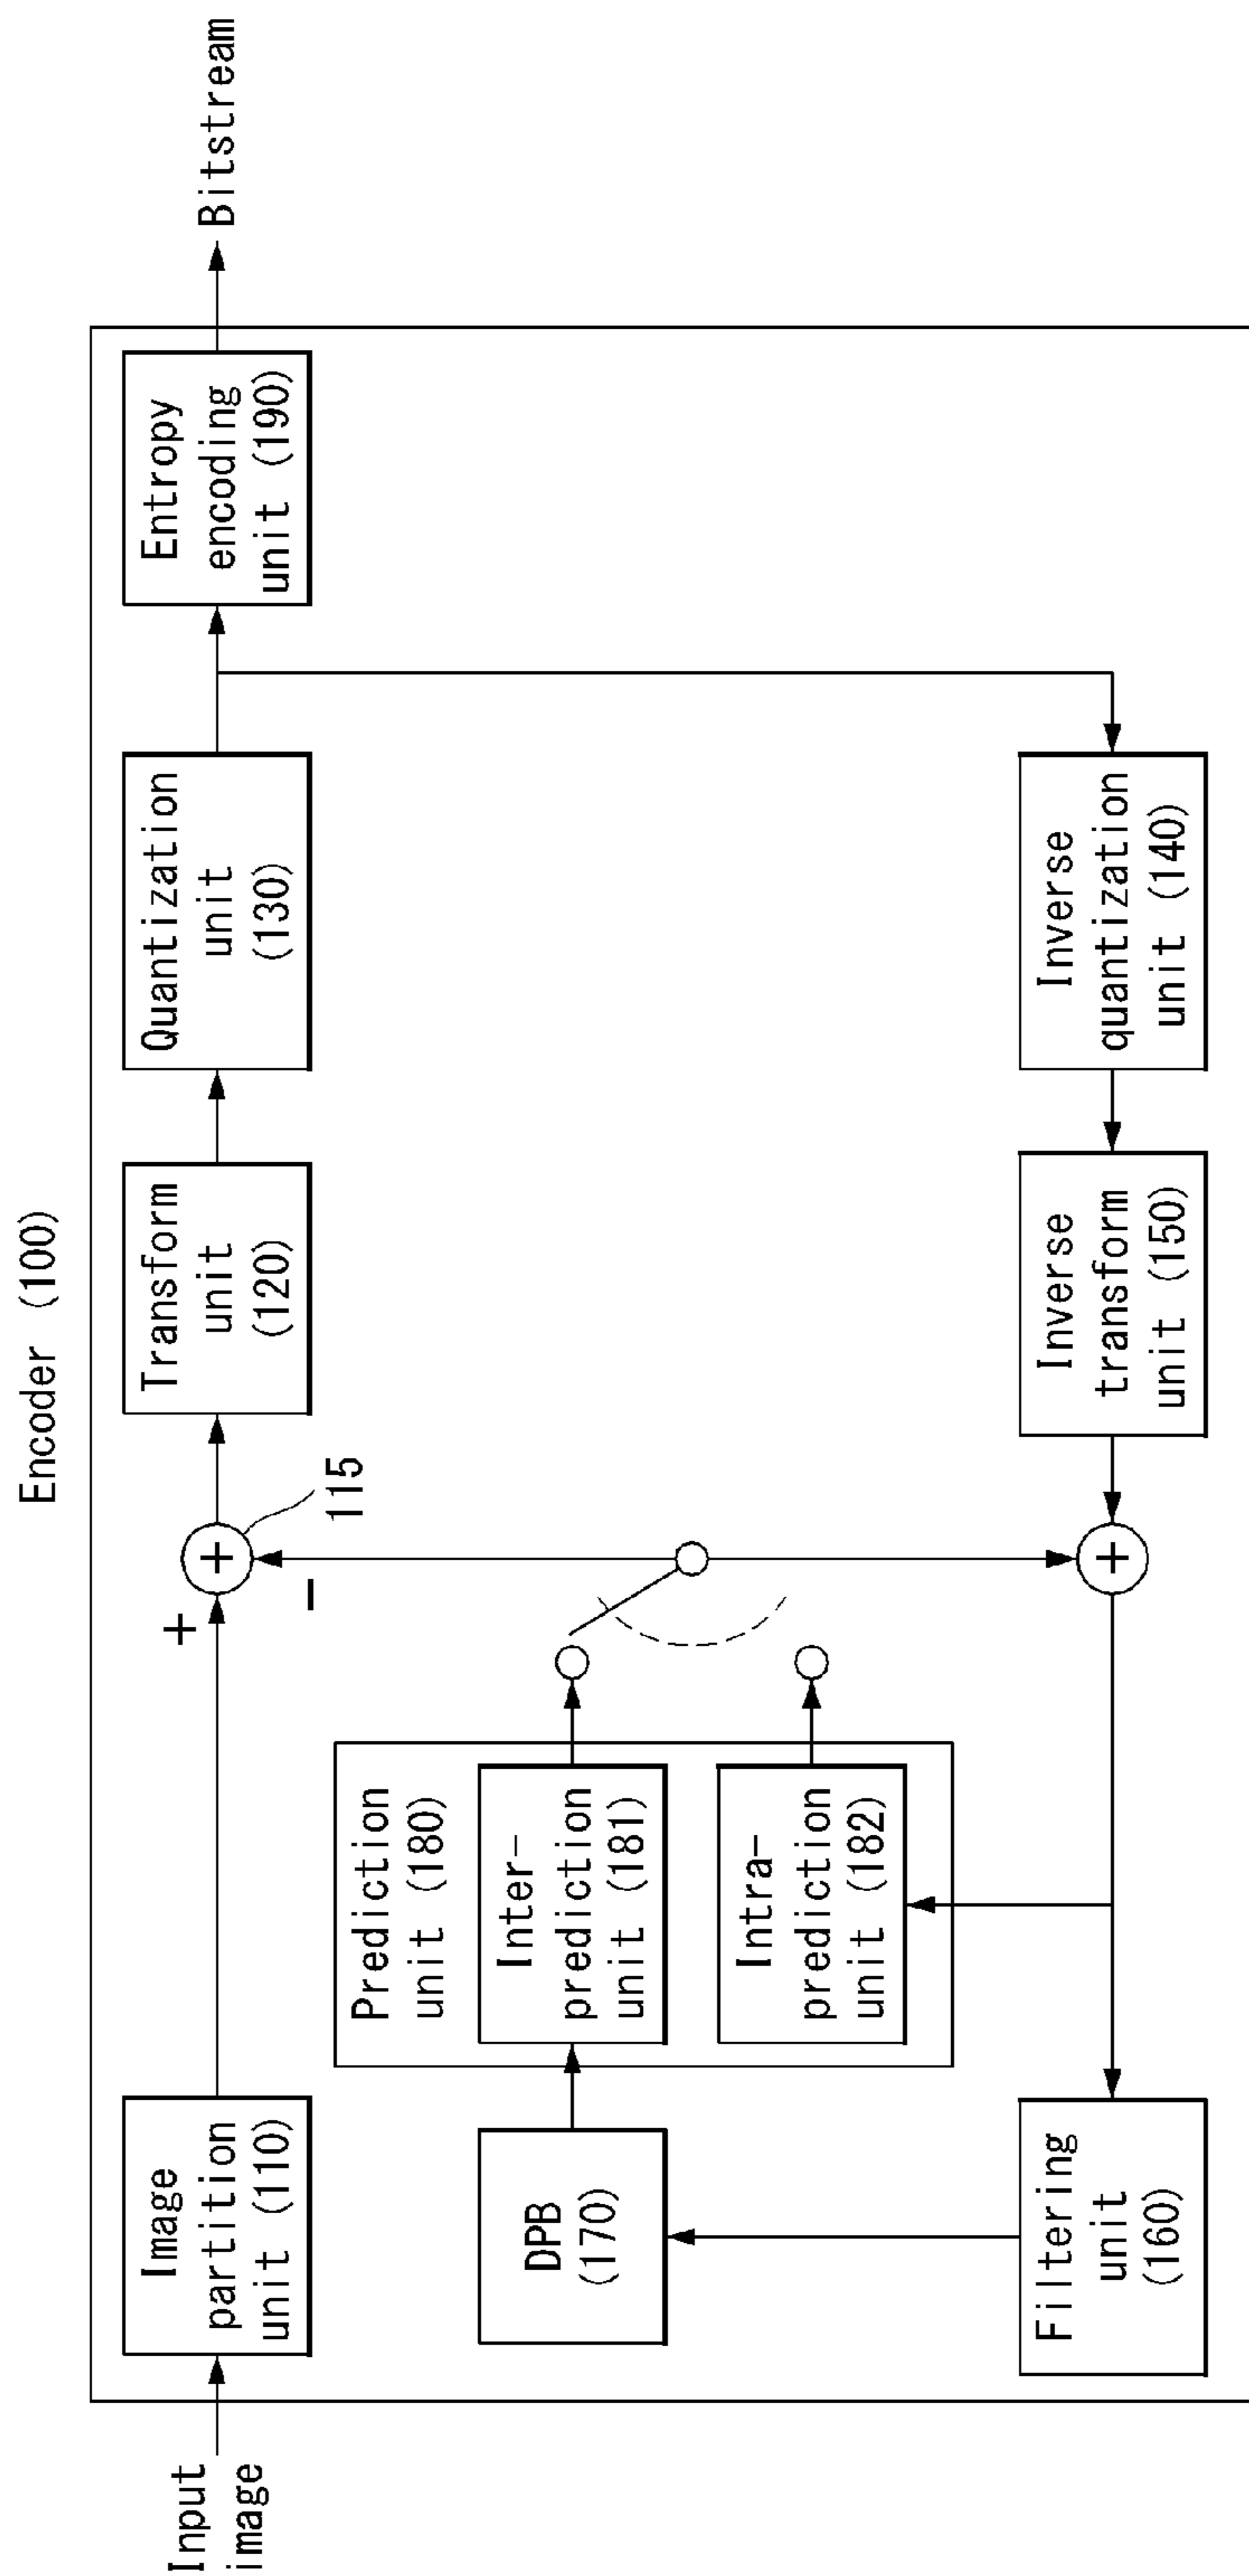 Encoder (100)
Input
image
Image
partition
unit (110)
+
−
+
115
Transform
unit
(120)
Quantization
unit
(130)
Entropy
encoding
unit (190)
Bitstream
Prediction
unit (180)
DPB
(170)
Inter-
prediction
unit (181)
Intra-
prediction
unit (182)
Filtering
unit
(160)
+
Inverse
transform
unit (150)
Inverse
quantization
unit (140)